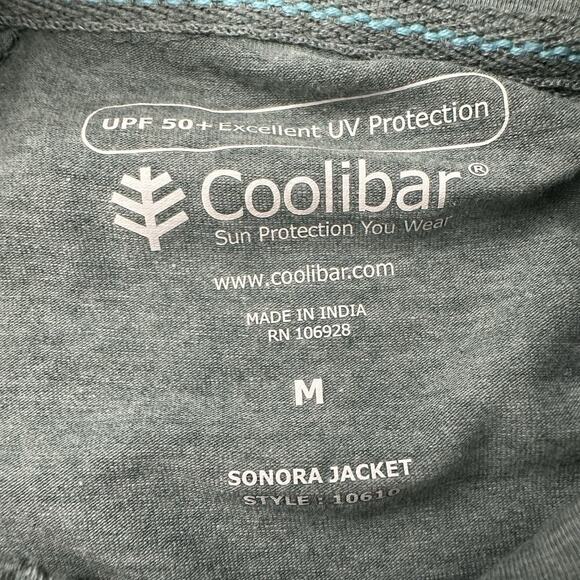 UPF 50+ Excellent UV Protection
Coolibar®
Sun Protection You Wear
www.coolibar.com
MADE IN INDIA
RN 106928
M
SONORA JACKET
STYLE :